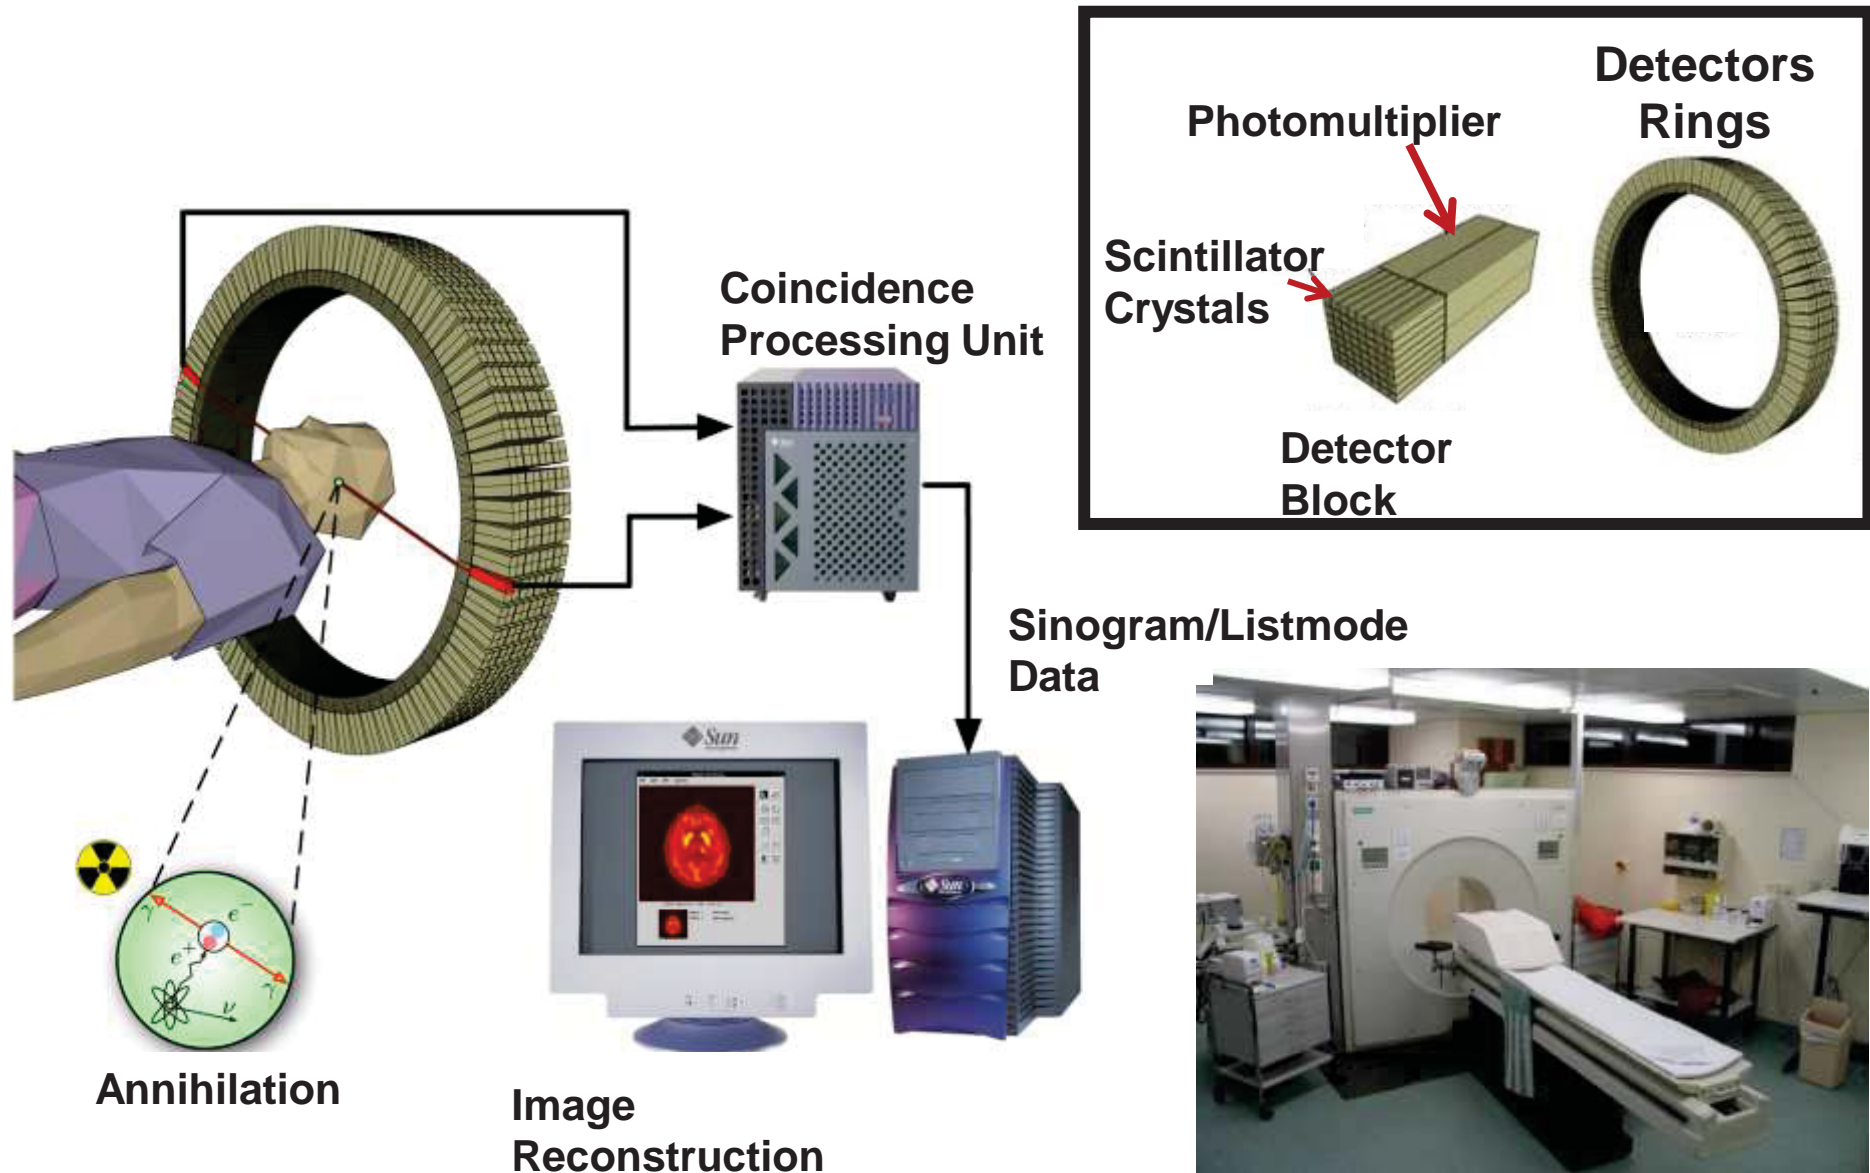 Detectors
Rings
Photomultiplier
Scintillator
Crystals
Detector
Block
Coincidence
Processing Unit
Sinogram/Listmode
Data
Sun
Sun
γ
e⁻
e⁺
γ
ν
Annihilation
Image
Reconstruction